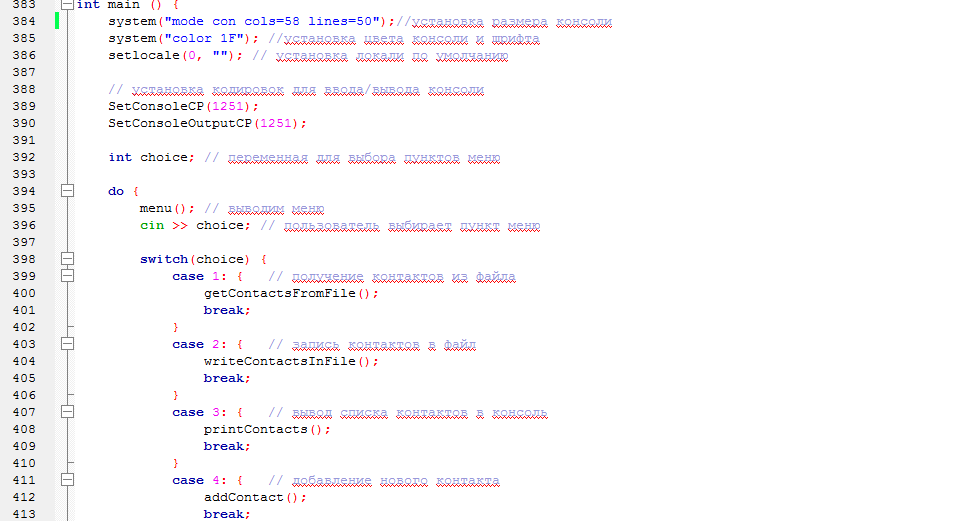 383 int main () {
384 system("mode con cols=58 lines=50");//установка размера консоли
385 system("color 1F"); //установка цвета консоли и шрифта
386 setlocale(0, ""); // установка локали по умолчанию
387
388 // установка кодировок для ввода/вывода консоли
389 SetConsoleCP(1251);
390 SetConsoleOutputCP(1251);
391
392 int choice; // переменная для выбора пунктов меню
393
394 do {
395 menu(); // выводим меню
396 cin >> choice; // пользователь выбирает пункт меню
397
398 switch(choice) {
399 case 1: { // получение контактов из файла
400 getContactsFromFile();
401 break;
402 }
403 case 2: { // запись контактов в файл
404 writeContactsInFile();
405 break;
406 }
407 case 3: { // вывод списка контактов в консоль
408 printContacts();
409 break;
410 }
411 case 4: { // добавление нового контакта
412 addContact();
413 break;